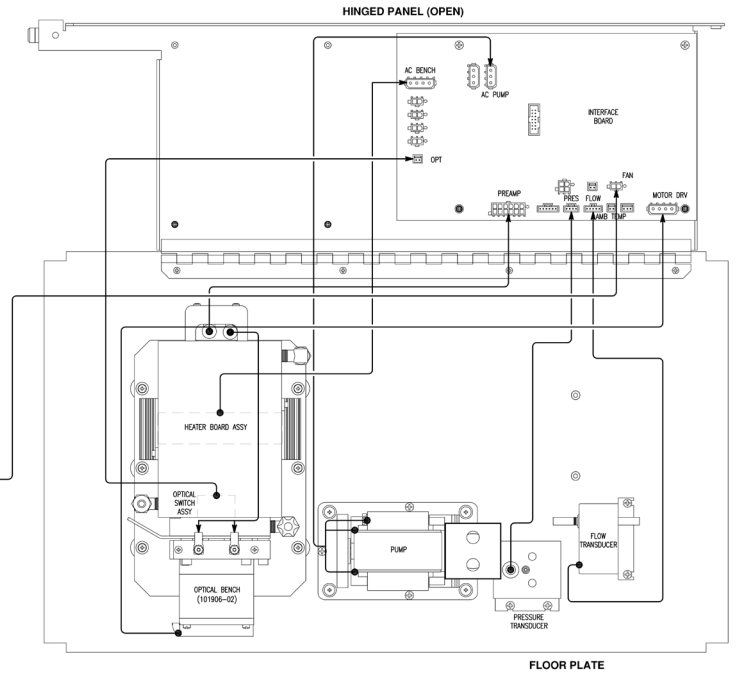 HINGED PANEL (OPEN)
AC BENCH
AC PUMP
INTERFACE
BOARD
OPT
FAN
PREAMP
PRES FLOW
MOTOR DRV
AMB TEMP
HEATER BOARD ASSY
OPTICAL
SWITCH
ASSY
PUMP
FLOW
TRANSDUCER
OPTICAL BENCH
(101906-02)
PRESSURE
TRANSDUCER
FLOOR PLATE